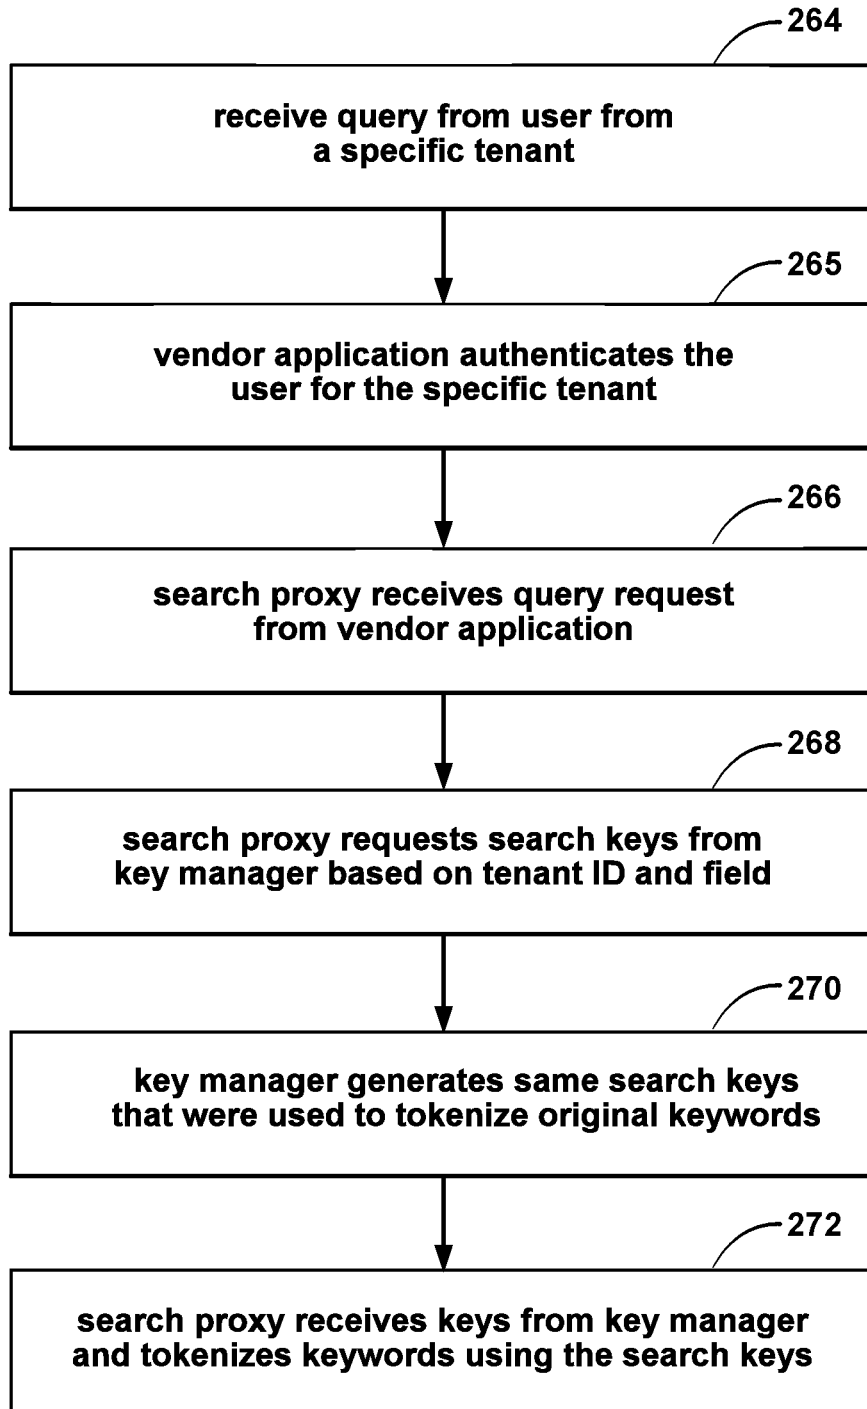 264
receive query from user from
a specific tenant
265
vendor application authenticates the
user for the specific tenant
266
search proxy receives query request
from vendor application
268
search proxy requests search keys from
key manager based on tenant ID and field
270
key manager generates same search keys
that were used to tokenize original keywords
272
search proxy receives keys from key manager
and tokenizes keywords using the search keys